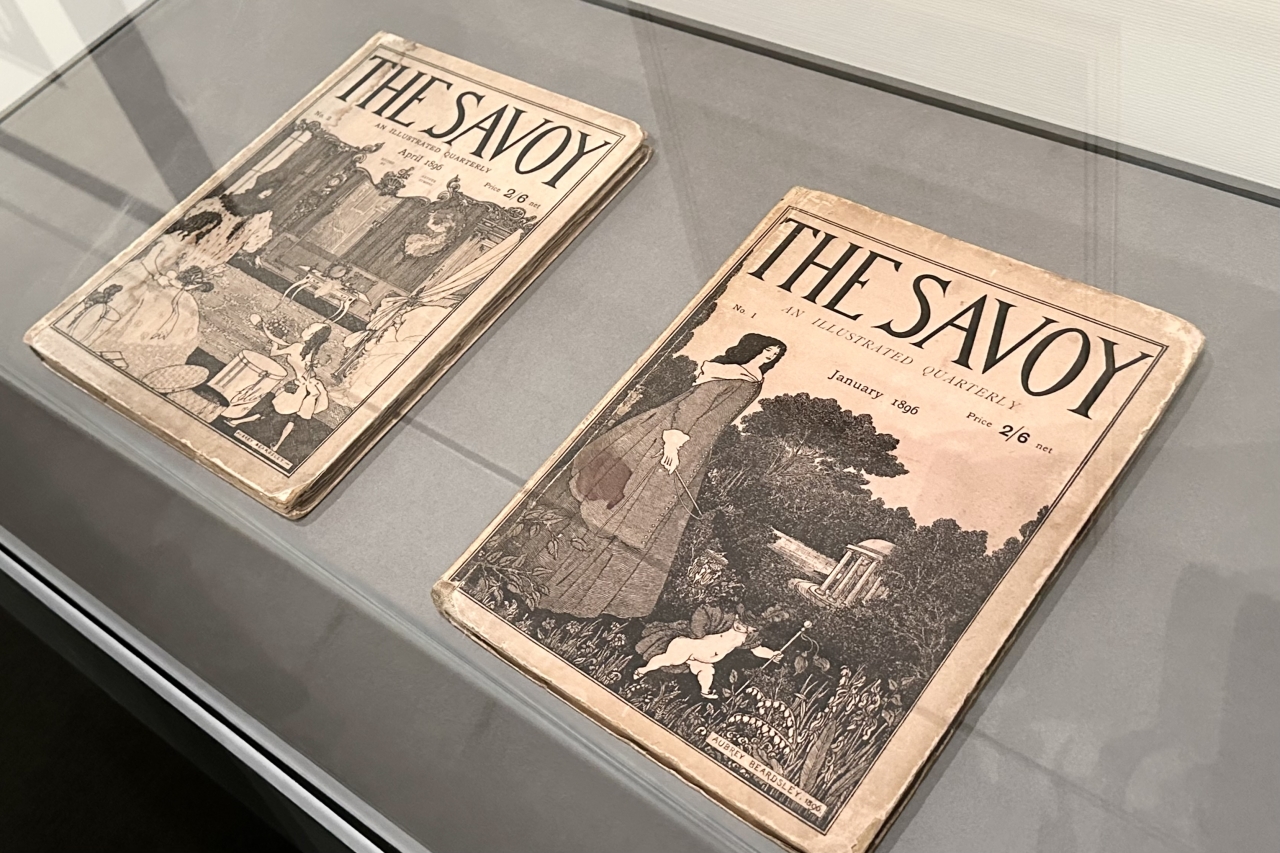 THE SAVOY
AN ILLUSTRATED QUARTERLY
April 1896
Price 2/6 net
THE SAVOY
No. 1
AN ILLUSTRATED QUARTERLY
January 1896
Price 2/6 net
AUBREY BEARDSLEY. 1896